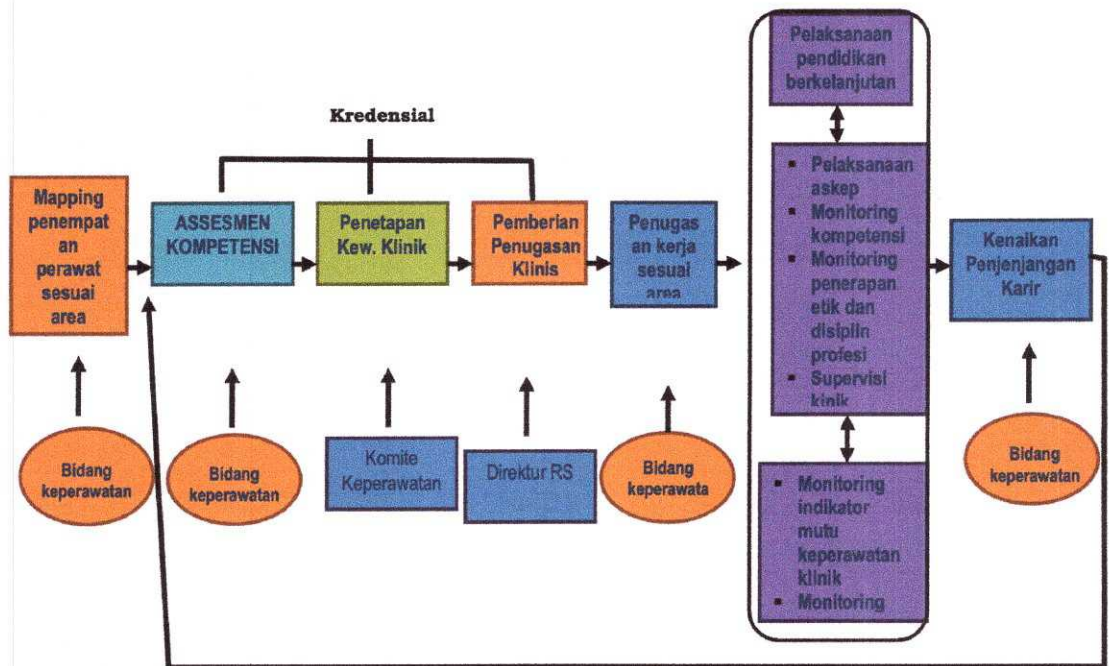 Kredensial
Mapping
penempat
an
perawat
sesuai
area
ASSESMEN
KOMPETENSI
Penetapan
Kew. Klinik
Pemberian
Penugasan
Klinis
Penugas
an kerja
sesuai
area
Pelaksanaan
pendidikan
berkelanjutan
▪ Pelaksanaan
askep
▪ Monitoring
kompetensi
▪ Monitoring
penerapan
etik dan
disiplin
profesi
▪ Supervisi
kinik
▪ Monitoring
indikator
mutu
keperawatan
klinik
▪ Monitoring
Kenaikan
Penjenjangan
Karir
Bidang
keperawatan
Bidang
keperawatan
Komite
Keperawatan
Direktur RS
Bidang
keperawata
Bidang
keperawatan